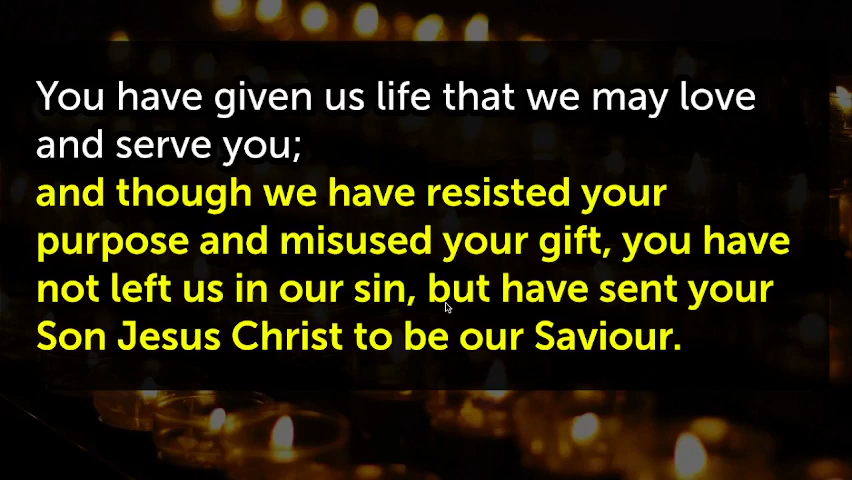 You have given us life that we may love
and serve you;
and though we have resisted your
purpose and misused your gift, you have
not left us in our sin, but have sent your
Son Jesus Christ to be our Saviour.